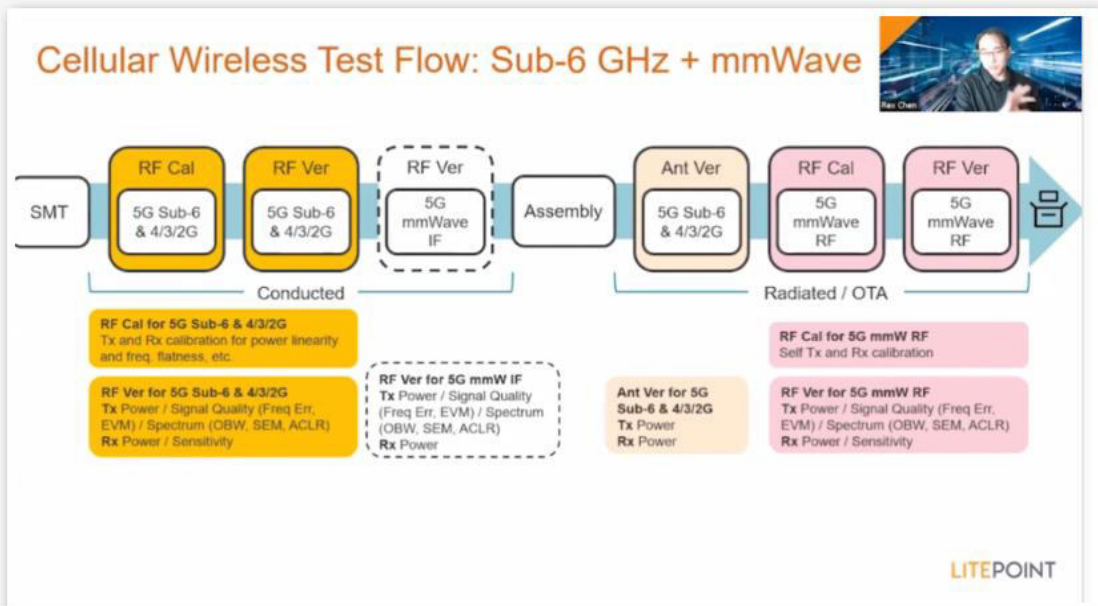 Cellular Wireless Test Flow: Sub-6 GHz + mmWave
Rex Chen
SMT
RF Cal
5G Sub-6
& 4/3/2G
RF Ver
5G Sub-6
& 4/3/2G
RF Ver
5G
mmWave
IF
Assembly
Ant Ver
5G Sub-6
& 4/3/2G
RF Cal
5G
mmWave
RF
RF Ver
5G
mmWave
RF
Conducted
Radiated / OTA
RF Cal for 5G Sub-6 & 4/3/2G
Tx and Rx calibration for power linearity
and freq. flatness, etc.
RF Ver for 5G Sub-6 & 4/3/2G
Tx Power / Signal Quality (Freq Err,
EVM) / Spectrum (OBW, SEM, ACLR)
Rx Power / Sensitivity
RF Ver for 5G mmW IF
Tx Power / Signal Quality
(Freq Err, EVM) / Spectrum
(OBW, SEM, ACLR)
Rx Power
Ant Ver for 5G
Sub-6 & 4/3/2G
Tx Power
Rx Power
RF Cal for 5G mmW RF
Self Tx and Rx calibration
RF Ver for 5G mmW RF
Tx Power / Signal Quality (Freq Err,
EVM) / Spectrum (OBW, SEM, ACLR)
Rx Power / Sensitivity
LITEPOINT